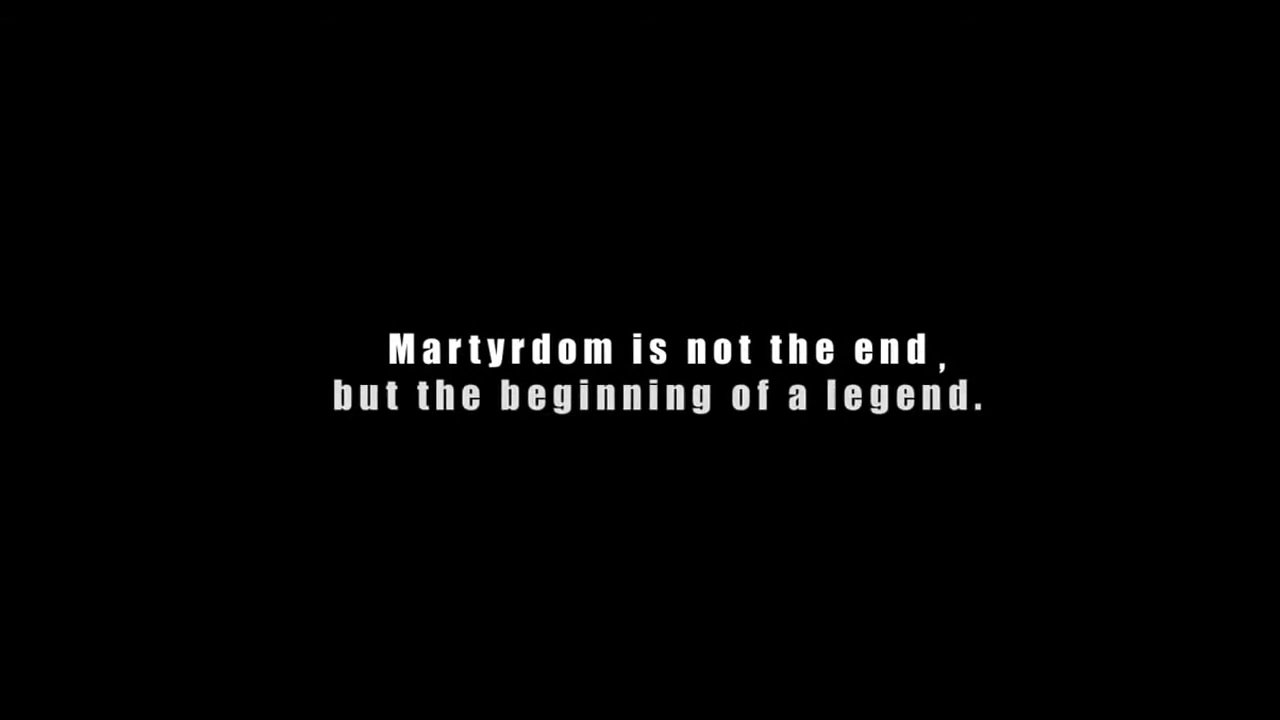 Martyrdom is not the end,
but the beginning of a legend.